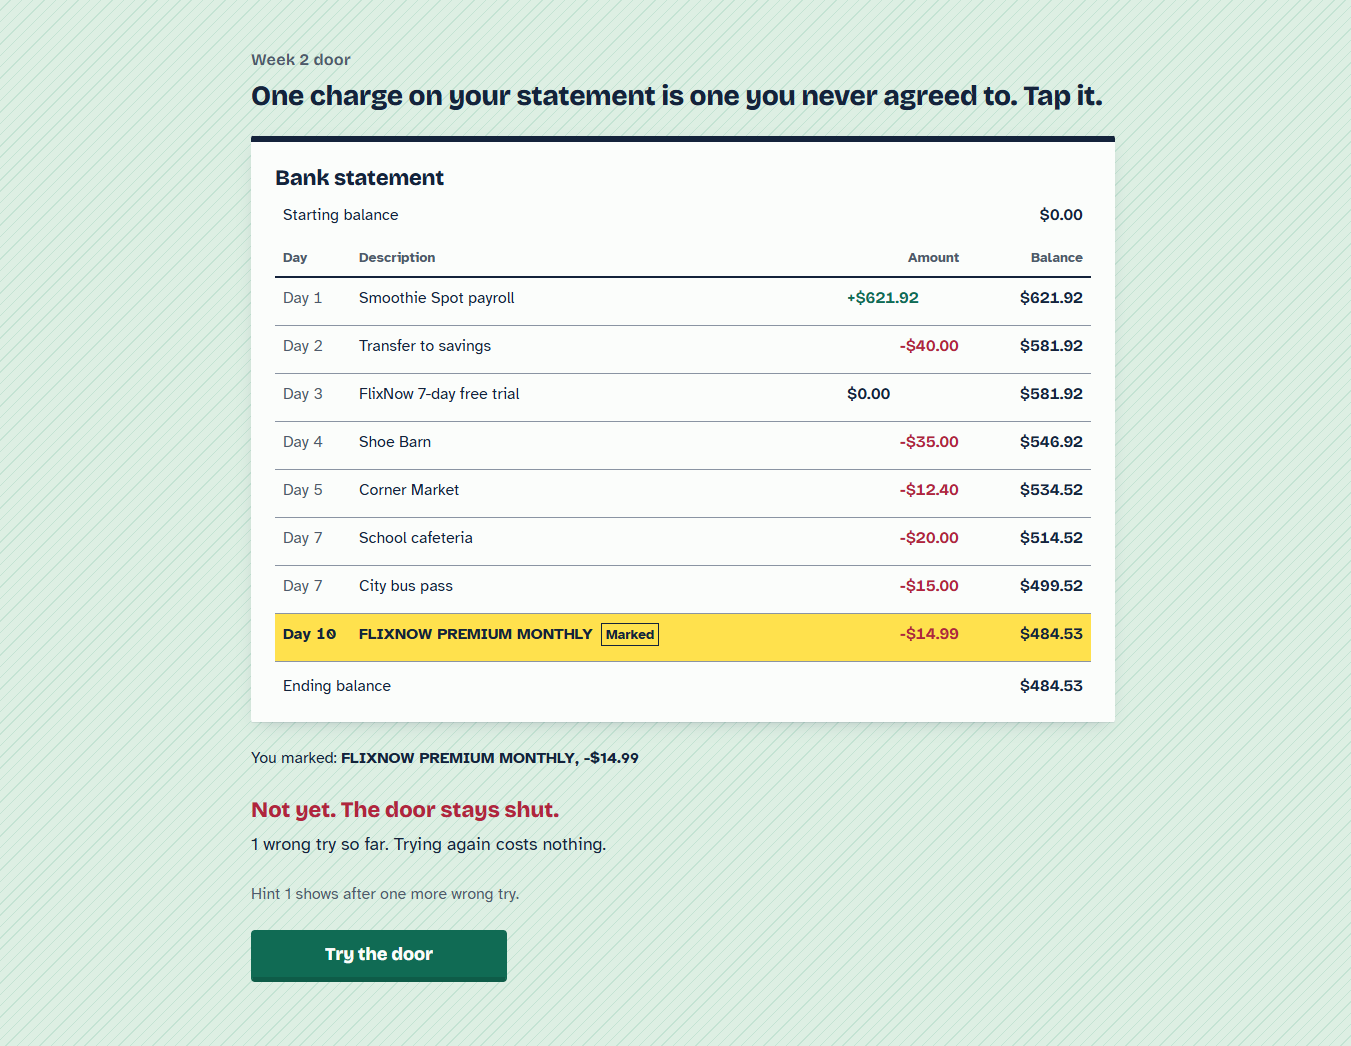 Week 2 door
One charge on your statement is one you never agreed to. Tap it.
Bank statement
Starting balance $0.00
Day Description Amount Balance
Day 1 Smoothie Spot payroll +$621.92 $621.92
Day 2 Transfer to savings -$40.00 $581.92
Day 3 FlixNow 7-day free trial $0.00 $581.92
Day 4 Shoe Barn -$35.00 $546.92
Day 5 Corner Market -$12.40 $534.52
Day 7 School cafeteria -$20.00 $514.52
Day 7 City bus pass -$15.00 $499.52
Day 10 FLIXNOW PREMIUM MONTHLY Marked -$14.99 $484.53
Ending balance $484.53
You marked: FLIXNOW PREMIUM MONTHLY, -$14.99
Not yet. The door stays shut.
1 wrong try so far. Trying again costs nothing.
Hint 1 shows after one more wrong try.
Try the door